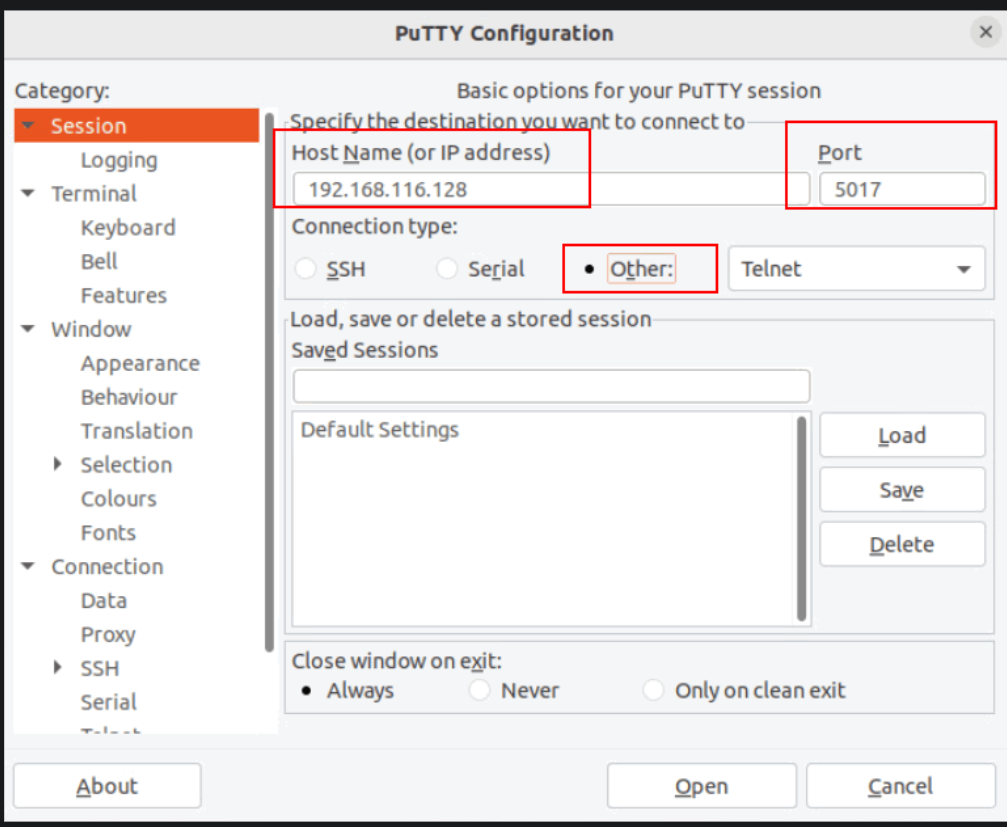 PuTTY Configuration
Category:
Session
Logging
Terminal
Keyboard
Bell
Features
Window
Appearance
Behaviour
Translation
Selection
Colours
Fonts
Connection
Data
Proxy
SSH
Serial
Telnet
Basic options for your PuTTY session
Specify the destination you want to connect to
Host Name (or IP address) Port
192.168.116.128 5017
Connection type:
SSH Serial Other: Telnet
Load, save or delete a stored session
Saved Sessions
Default Settings
Load
Save
Delete
Close window on exit:
Always Never Only on clean exit
About Open Cancel